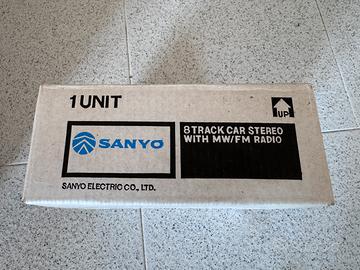 1 UNIT
UP
SANYO
8 TRACK CAR STEREO
WITH MW/FM RADIO
SANYO ELECTRIC CO., LTD.